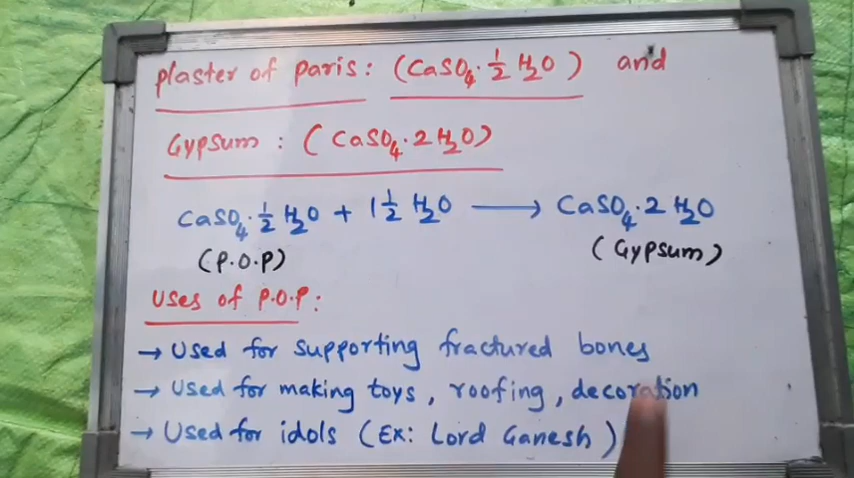 Plaster of paris: (CaSO₄·½H₂O) and
Gypsum: (CaSO₄·2H₂O)
CaSO₄·½H₂O + 1½H₂O ⟶ CaSO₄·2H₂O
(P.O.P) (Gypsum)
Uses of P.O.P:
→ Used for supporting fractured bones
→ Used for making toys, roofing, decoration
→ Used for idols (Ex: Lord Ganesh)